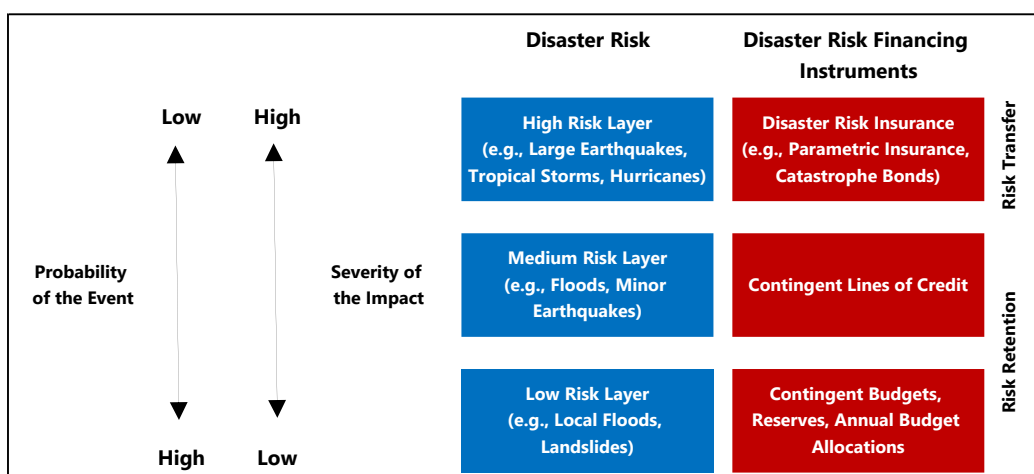 Disaster Risk
Disaster Risk Financing
Instruments
Low
High
High Risk Layer
(e.g., Large Earthquakes,
Tropical Storms, Hurricanes)
Disaster Risk Insurance
(e.g., Parametric Insurance,
Catastrophe Bonds)
Risk Transfer
Probability
of the Event
Severity of
the Impact
Medium Risk Layer
(e.g., Floods, Minor
Earthquakes)
Contingent Lines of Credit
Risk Retention
Low Risk Layer
(e.g., Local Floods,
Landslides)
Contingent Budgets,
Reserves, Annual Budget
Allocations
High
Low